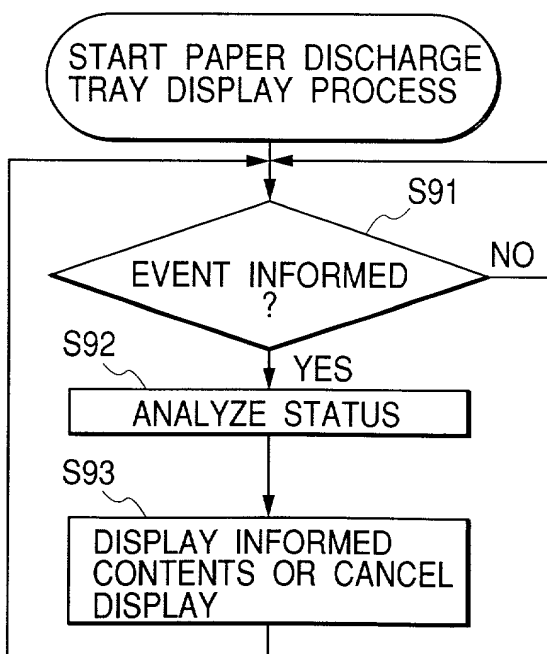 START PAPER DISCHARGE
TRAY DISPLAY PROCESS
S91
EVENT INFORMED
?
NO
YES
S92
ANALYZE STATUS
S93
DISPLAY INFORMED
CONTENTS OR CANCEL
DISPLAY